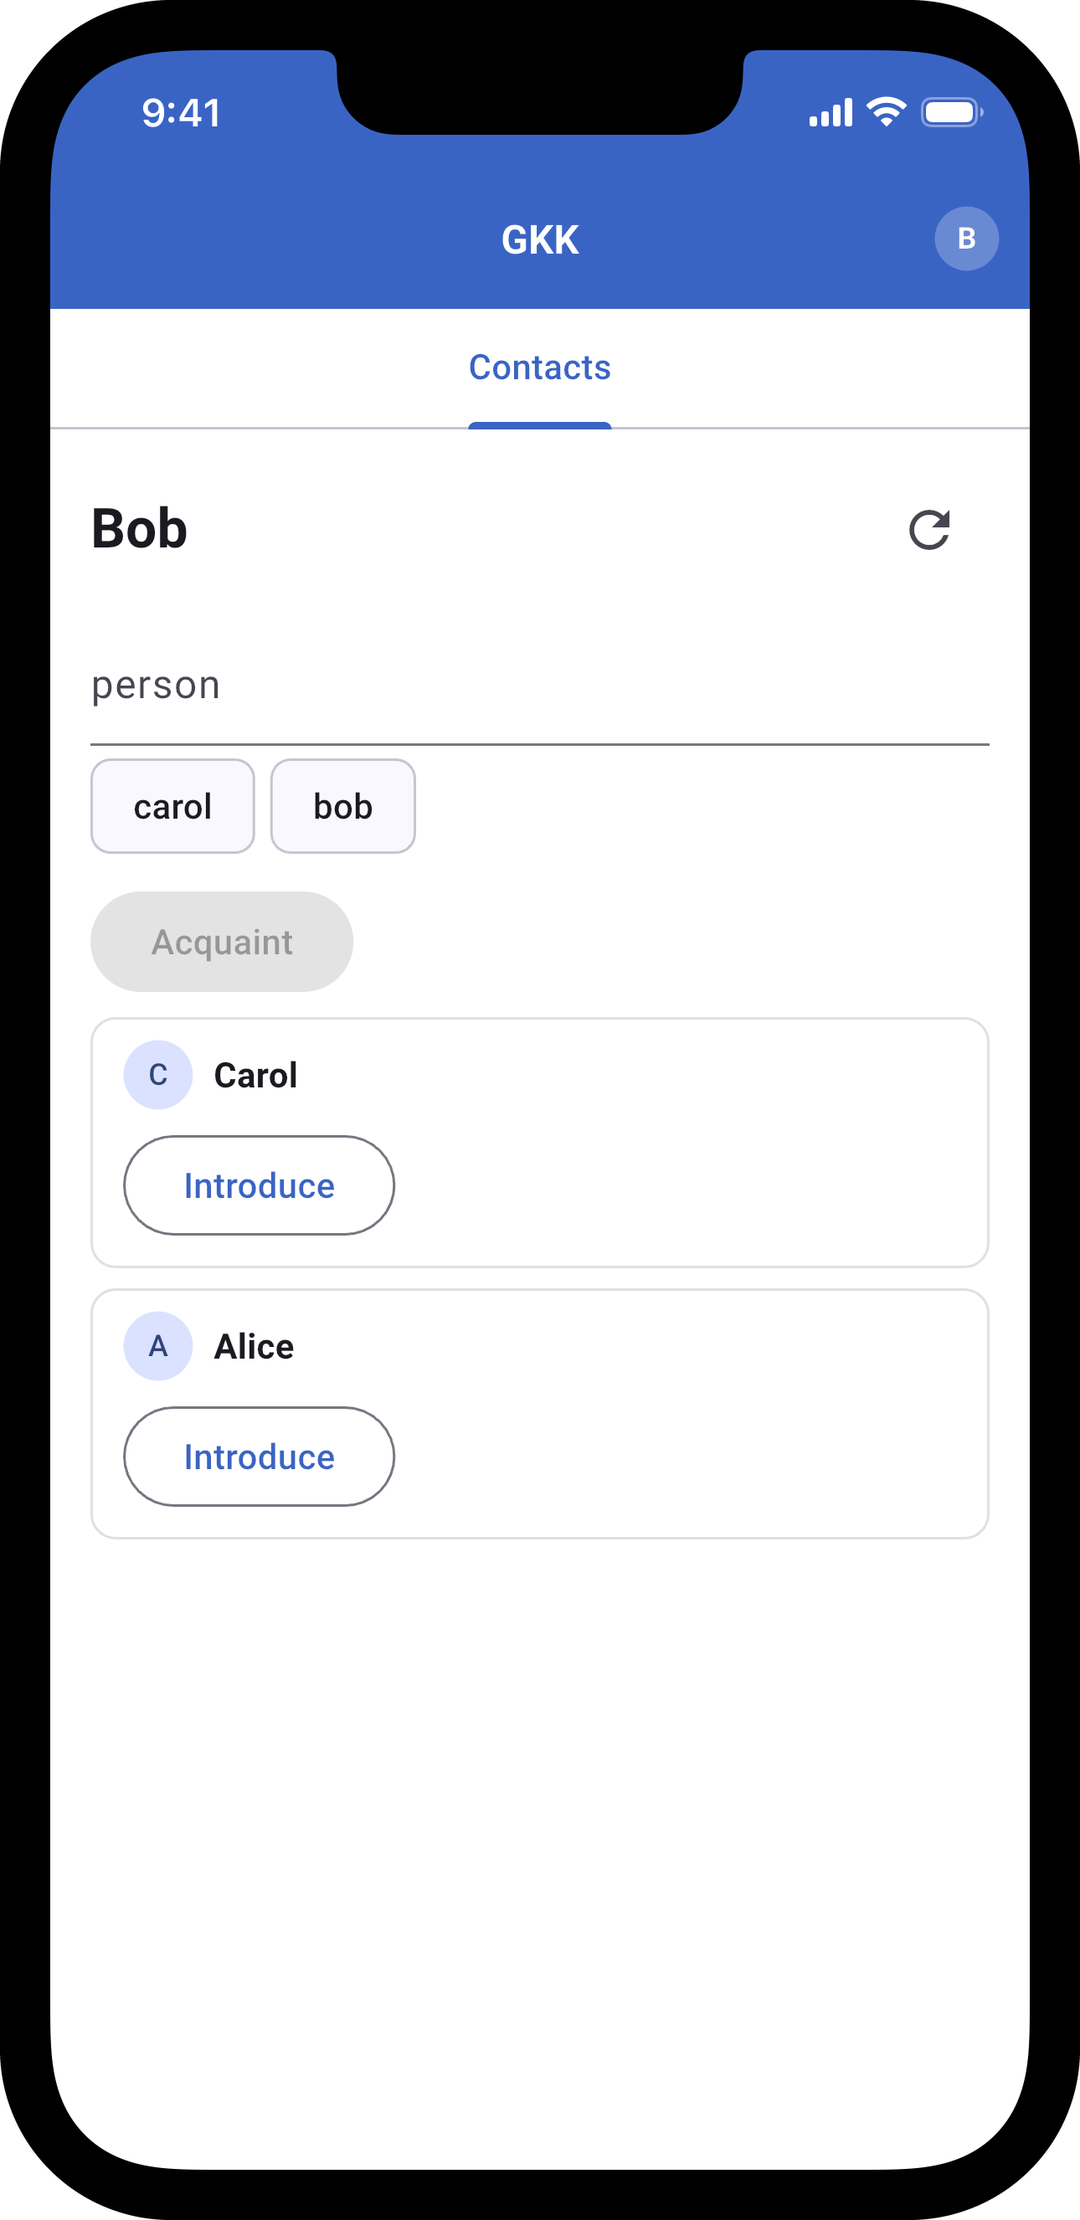 9:41
GKK
B
Contacts
Bob
person
carol bob
Acquaint
C Carol
Introduce
A Alice
Introduce